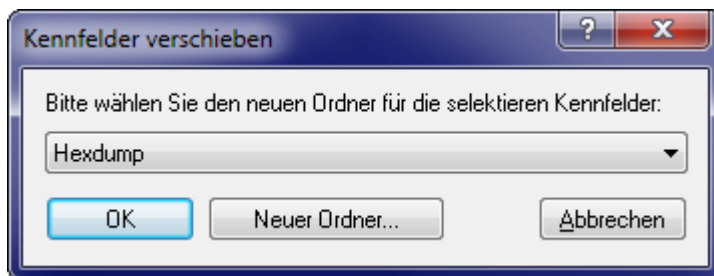 Kennfelder verschieben
?
Bitte wählen Sie den neuen Ordner für die selektieren Kennfelder:
Hexdump
OK Neuer Ordner... Abbrechen